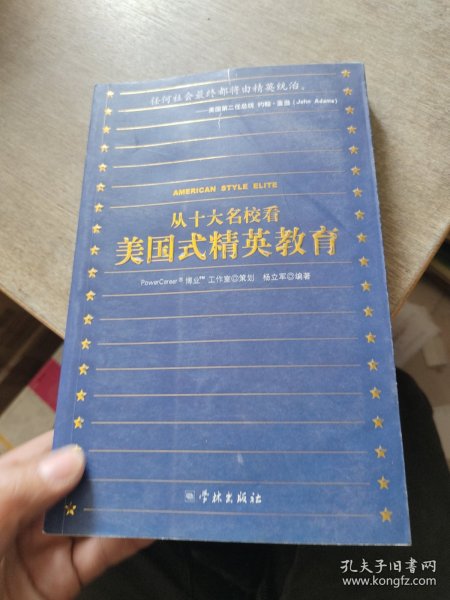 任何社会最终都将由精英统治。
——美国第二任总统 约翰·亚当(John Adams)
AMERICAN STYLE ELITE
从十大名校看
美国式精英教育
PowerCareer® 博业™ 工作室◎策划 杨立军◎编著
学林出版社
孔夫子旧书网
www.kongfz.com